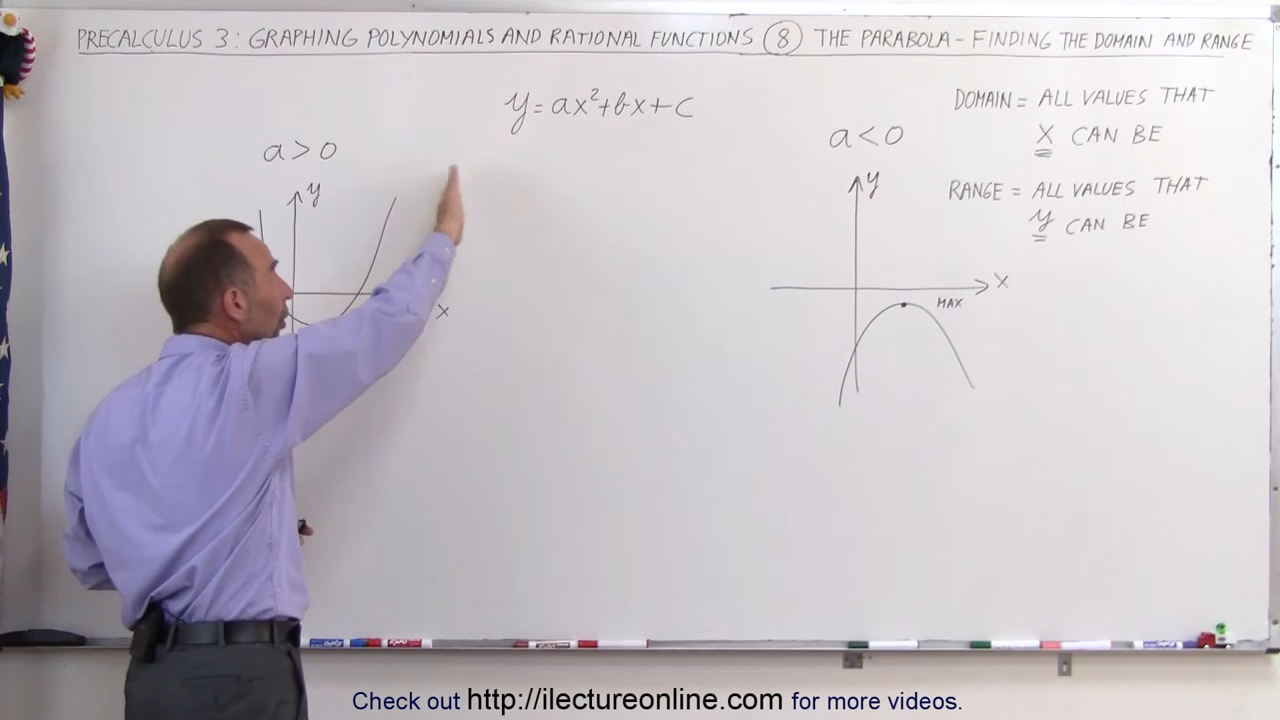 PRECALCULUS 3: GRAPHING POLYNOMIALS AND RATIONAL FUNCTIONS 8 THE PARABOLA - FINDING THE DOMAIN AND RANGE
y=ax²+bx+c
a>0
y
x
a<0
y
x
MAX
DOMAIN = ALL VALUES THAT
X CAN BE
RANGE = ALL VALUES THAT
y CAN BE
Check out http://ilectureonline.com for more videos.